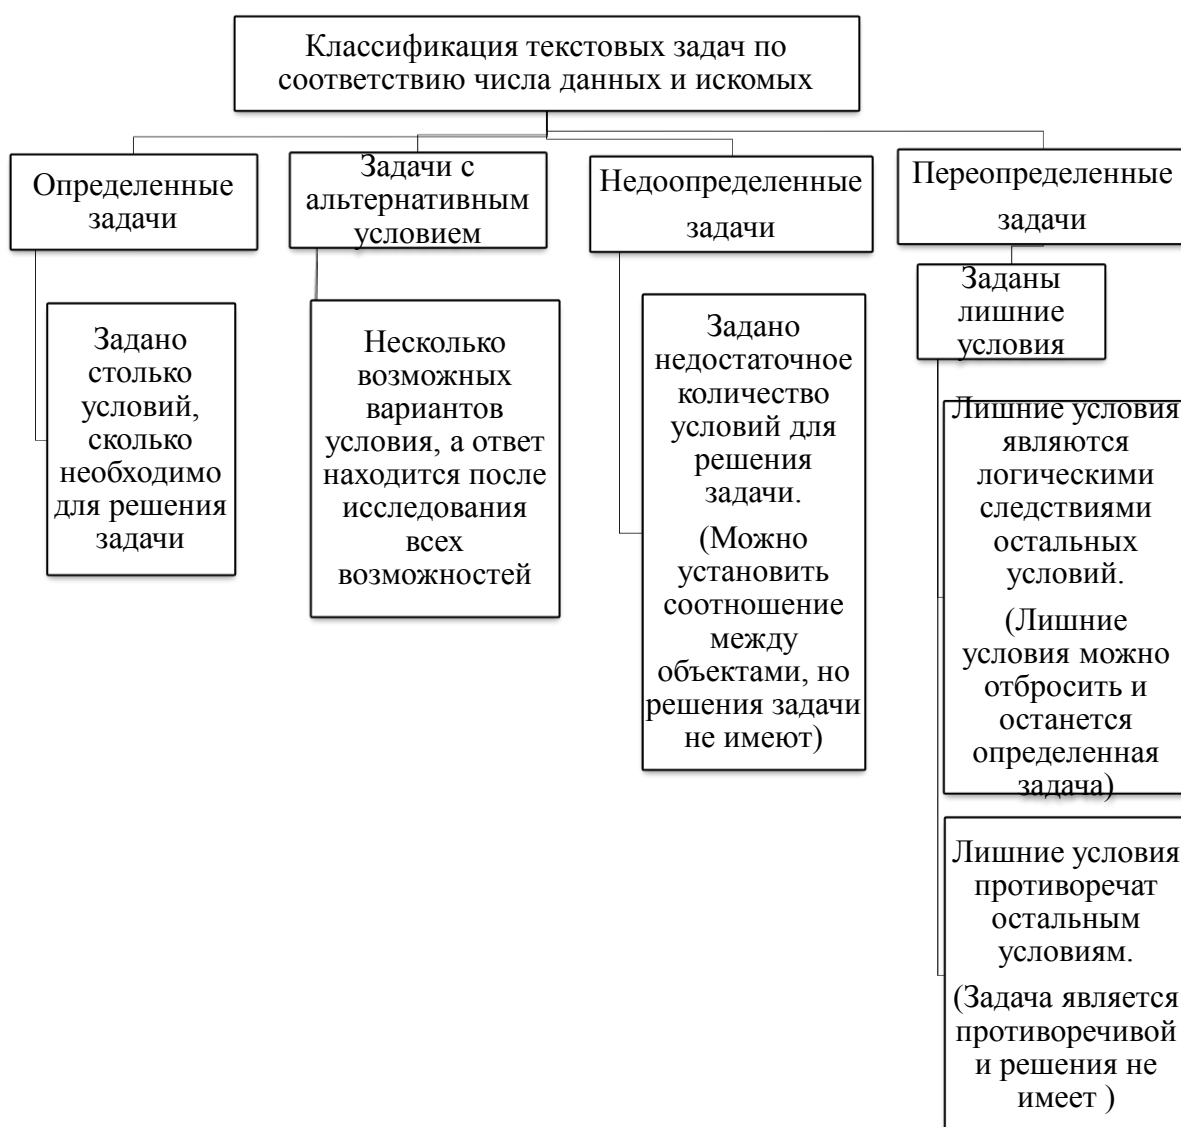 Классификация текстовых задач по
соответствию числа данных и искомых
Определенные
задачи
Задачи с
альтернативным
условием
Недоопределенные
задачи
Переопределенные
задачи
Задано
столько
условий,
сколько
необходимо
для решения
задачи
Несколько
возможных
вариантов
условия, а ответ
находится после
исследования
всех
возможностей
Задано
недостаточное
количество
условий для
решения
задачи.
(Можно
установить
соотношение
между
объектами, но
решения задачи
не имеют)
Заданы
лишние
условия
Лишние условия
являются
логическими
следствиями
остальных
условий.
(Лишние
условия можно
отбросить и
останется
определенная
задача)
Лишние условия
противоречат
остальным
условиям.
(Задача является
противоречивой
и решения не
имеет )